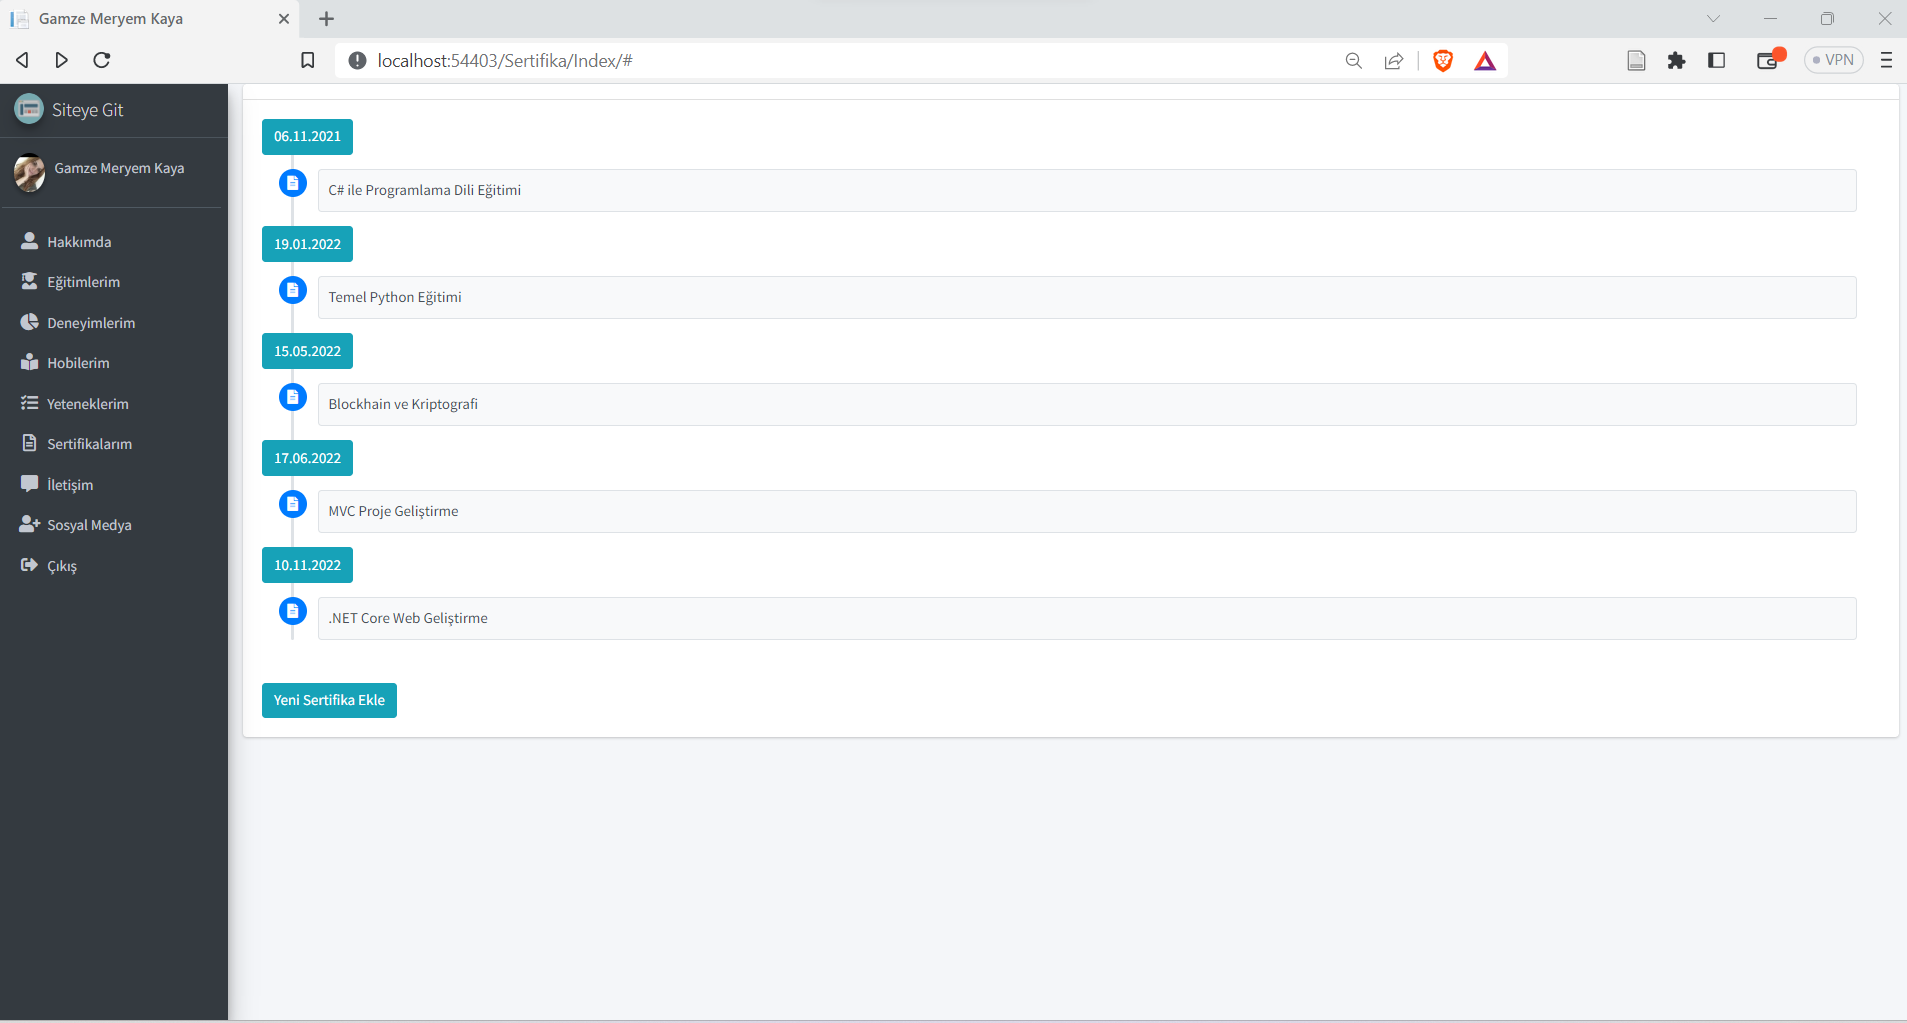 Gamze Meryem Kaya
localhost:54403/Sertifika/Index/#
VPN
Siteye Git
Gamze Meryem Kaya
Hakkımda
Eğitimlerim
Deneyimlerim
Hobilerim
Yeteneklerim
Sertifikalarım
İletişim
Sosyal Medya
Çıkış
06.11.2021
C# ile Programlama Dili Eğitimi
19.01.2022
Temel Python Eğitimi
15.05.2022
Blockhain ve Kriptografi
17.06.2022
MVC Proje Geliştirme
10.11.2022
.NET Core Web Geliştirme
Yeni Sertifika Ekle